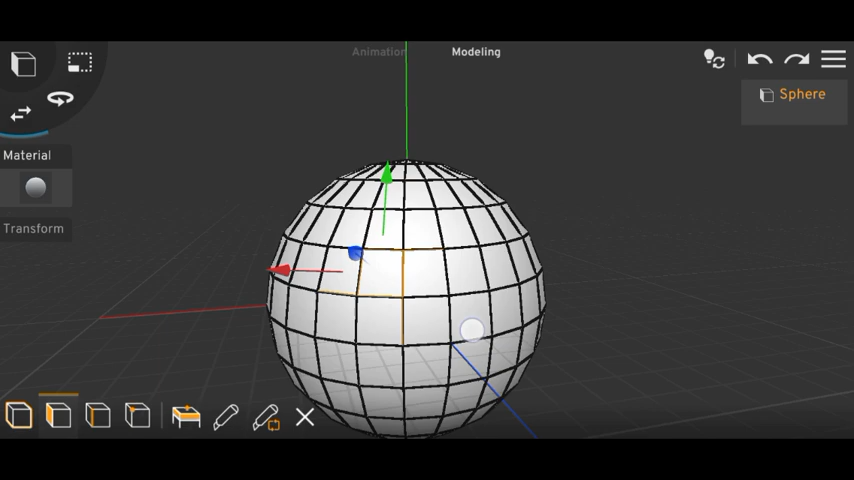 Animation
Modeling
Sphere
Material
Transform